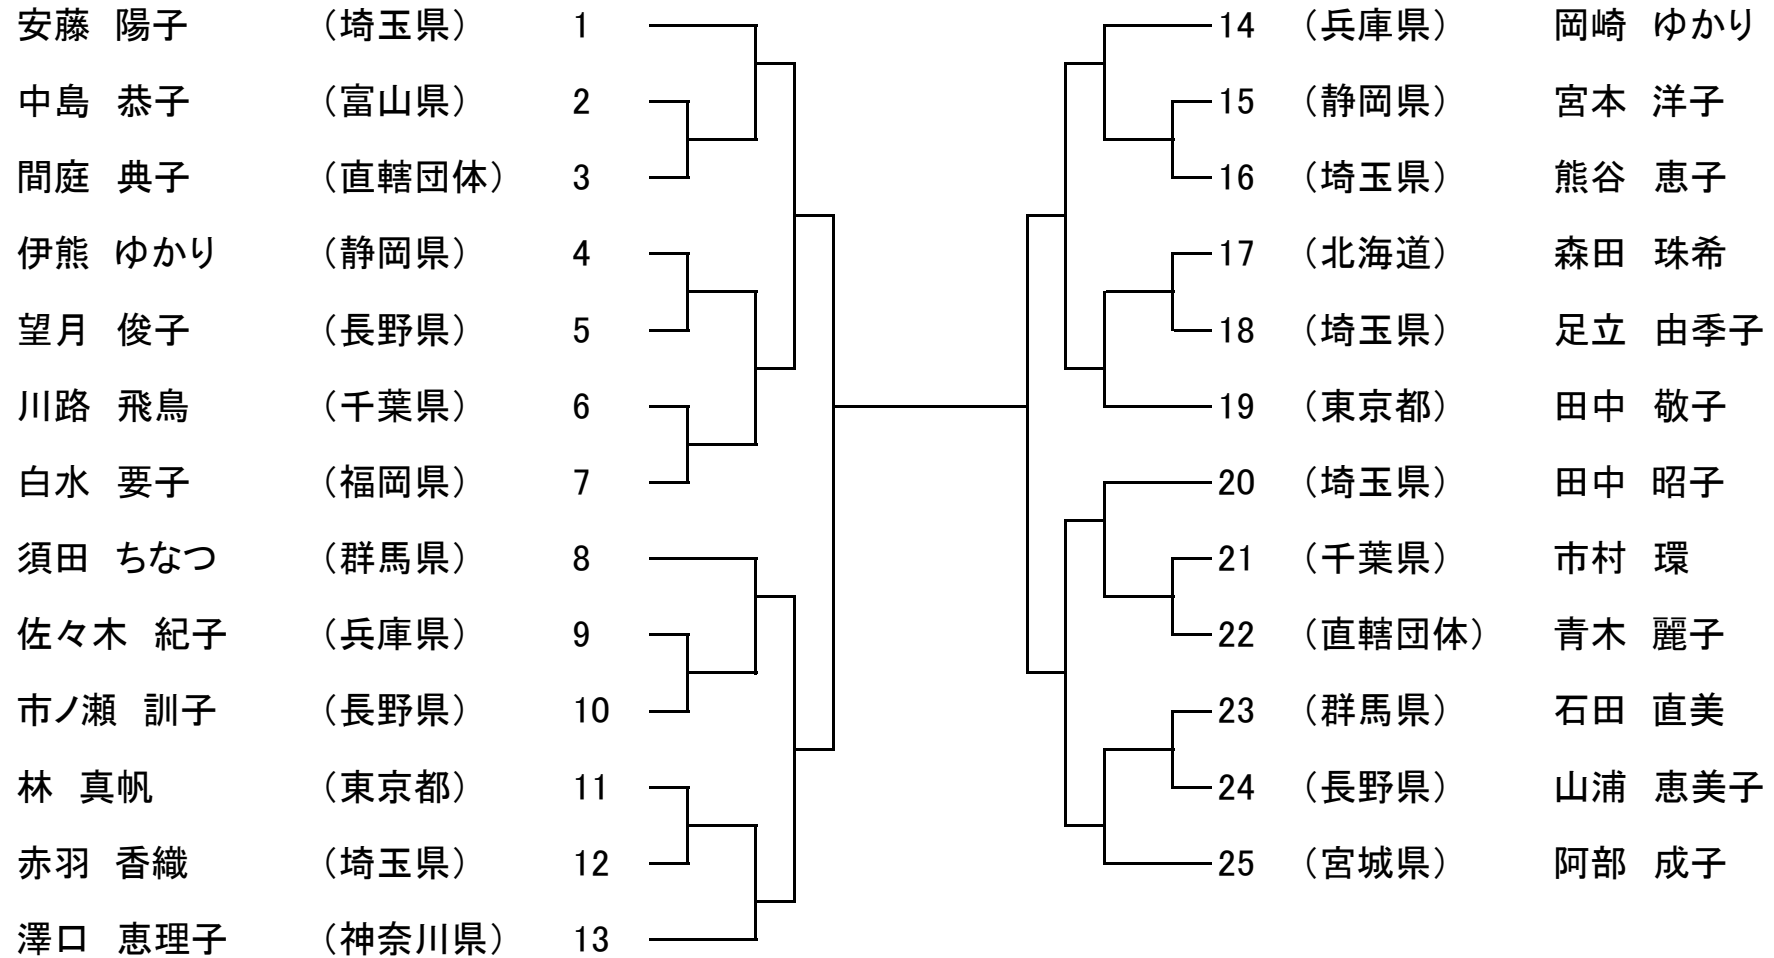 安藤　陽子　（埼玉県）　1
中島　恭子　（富山県）　2
間庭　典子　（直轄団体）　3
伊熊　ゆかり　（静岡県）　4
望月　俊子　（長野県）　5
川路　飛鳥　（千葉県）　6
白水　要子　（福岡県）　7
須田　ちなつ　（群馬県）　8
佐々木　紀子　（兵庫県）　9
市ノ瀬　訓子　（長野県）　10
林　真帆　（東京都）　11
赤羽　香織　（埼玉県）　12
澤口　恵理子　（神奈川県）　13
14　（兵庫県）　岡崎　ゆかり
15　（静岡県）　宮本　洋子
16　（埼玉県）　熊谷　恵子
17　（北海道）　森田　珠希
18　（埼玉県）　足立　由季子
19　（東京都）　田中　敬子
20　（埼玉県）　田中　昭子
21　（千葉県）　市村　環
22　（直轄団体）　青木　麗子
23　（群馬県）　石田　直美
24　（長野県）　山浦　恵美子
25　（宮城県）　阿部　成子